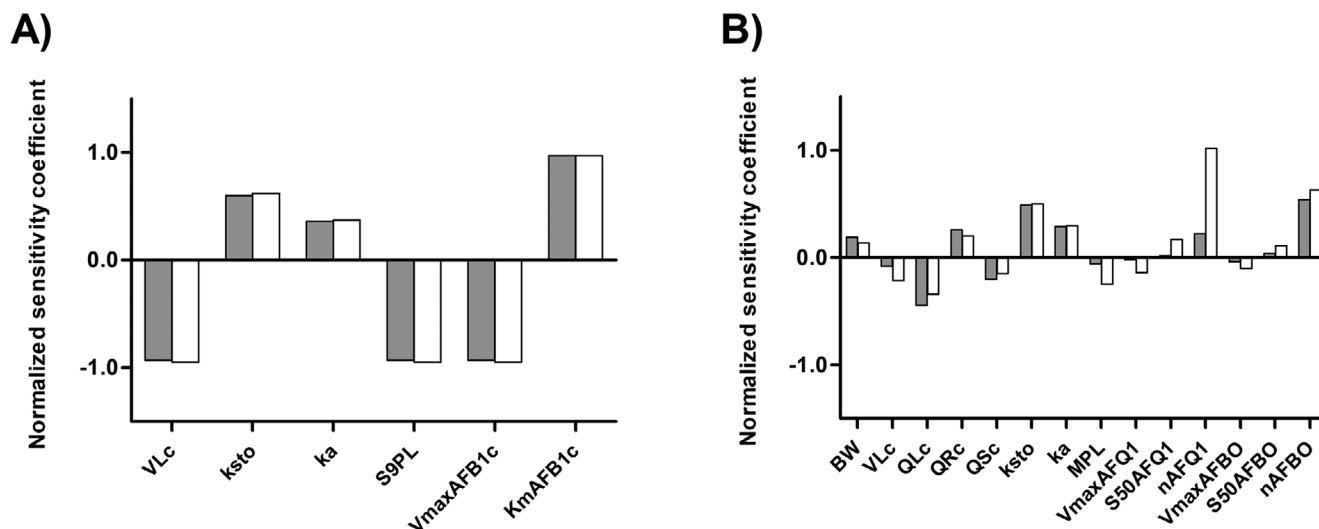 A)
Normalized sensitivity coefficient
1.0
0.0
-1.0
VLc
ksto
ka
S9PL
VmaxAFB1c
KmAFB1c
B)
Normalized sensitivity coefficient
1.0
0.0
-1.0
BW
VLc
QLc
QRc
QSc
ksto
ka
MPL
VmaxAFQ1
S50AFQ1
nAFQ1
VmaxAFBO
S50AFBO
nAFBO